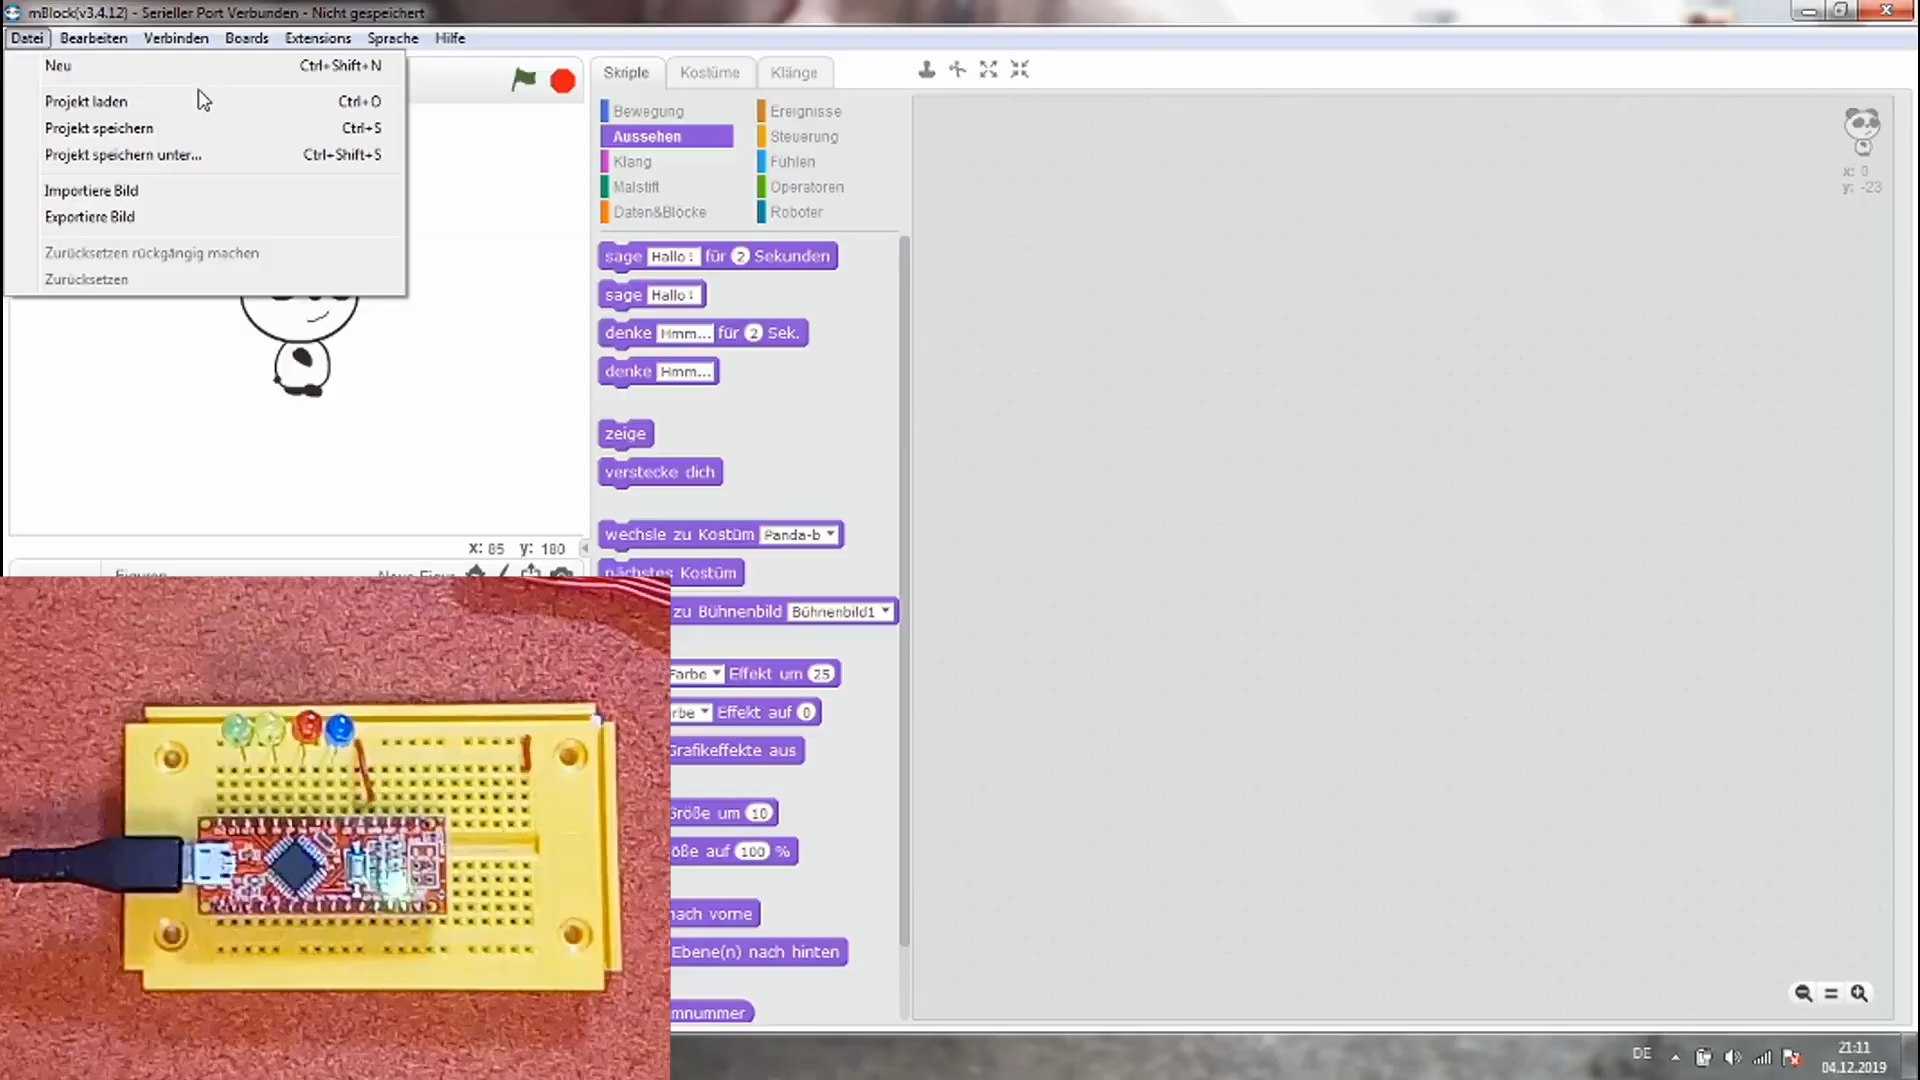 mBlock(v3.4.12) - Serieller Port Verbunden - Nicht gespeichert
Datei Bearbeiten Verbinden Boards Extensions Sprache Hilfe
Neu Ctrl+Shift+N
Projekt laden Ctrl+O
Projekt speichern Ctrl+S
Projekt speichern unter... Ctrl+Shift+S
Importiere Bild
Exportiere Bild
Zurücksetzen rückgängig machen
Zurücksetzen
x: 85 y: 180
Figuren Neue Figur
Skripte Kostüme Klänge
Bewegung Ereignisse
Aussehen Steuerung
Klang Fühlen
Malstift Operatoren
Daten&Blöcke Roboter
sage Hallo! für 2 Sekunden
sage Hallo!
denke Hmm... für 2 Sek.
denke Hmm...
zeige
verstecke dich
wechsle zu Kostüm Panda-b
nächstes Kostüm
zu Bühnenbild Bühnenbild1
Farbe Effekt um 25
rbe Effekt auf 0
Grafikeffekte aus
Größe um 10
öße auf 100 %
nach vorne
Ebene(n) nach hinten
mnummer
x: 0
y: -23
DE
21:11
04.12.2019